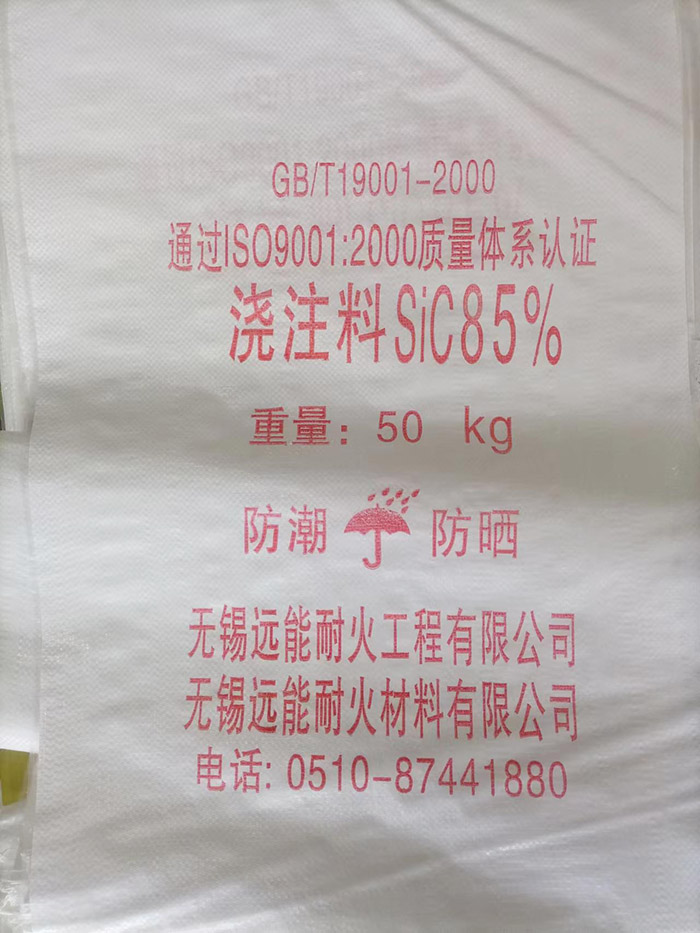 GB/T19001-2000
通过ISO9001:2000质量体系认证
浇注料SiC85%
重量: 50 kg
防潮 防晒
无锡远能耐火工程有限公司
无锡远能耐火材料有限公司
电话: 0510-87441880